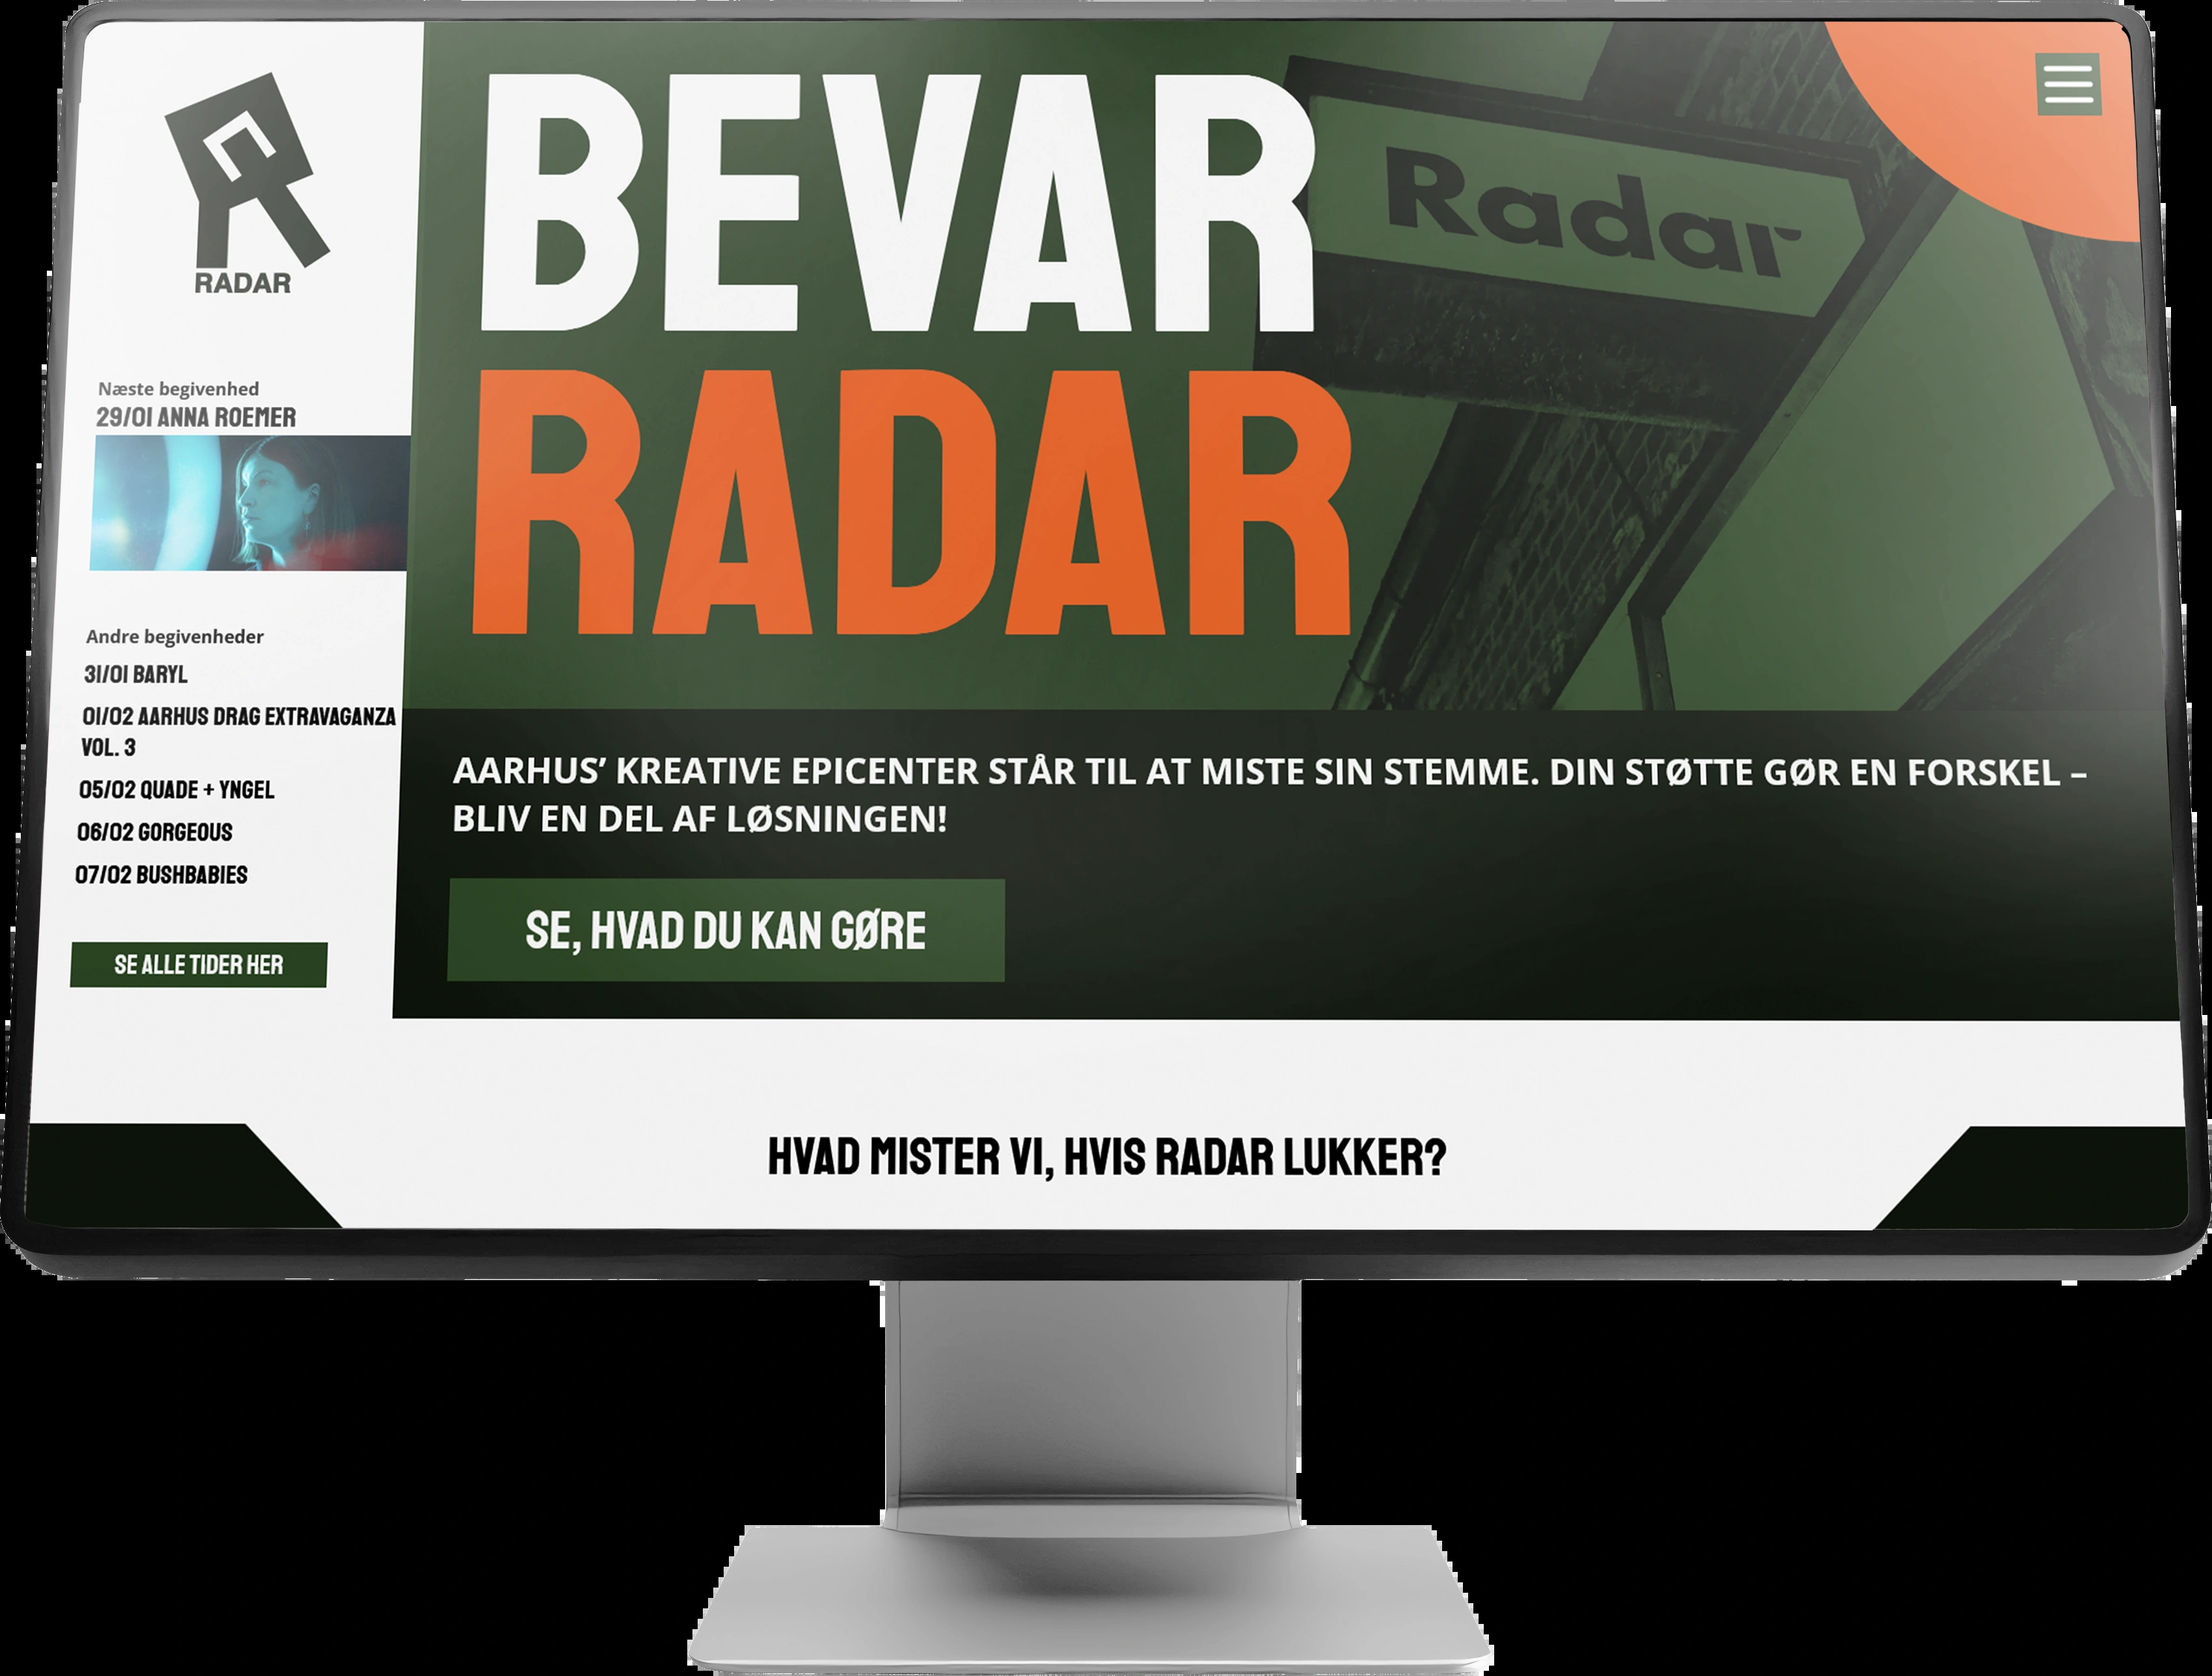 RADAR
Næste begivenhed
29/01 ANNA ROEMER
Andre begivenheder
31/01 BARYL
01/02 AARHUS DRAG EXTRAVAGANZA
VOL. 3
05/02 QUADE + YNGEL
06/02 GORGEOUS
07/02 BUSHBABIES
SE ALLE TIDER HER
BEVAR
RADAR
Radar
AARHUS’ KREATIVE EPICENTER STÅR TIL AT MISTE SIN STEMME. DIN STØTTE GØR EN FORSKEL –
BLIV EN DEL AF LØSNINGEN!
SE, HVAD DU KAN GØRE
HVAD MISTER VI, HVIS RADAR LUKKER?